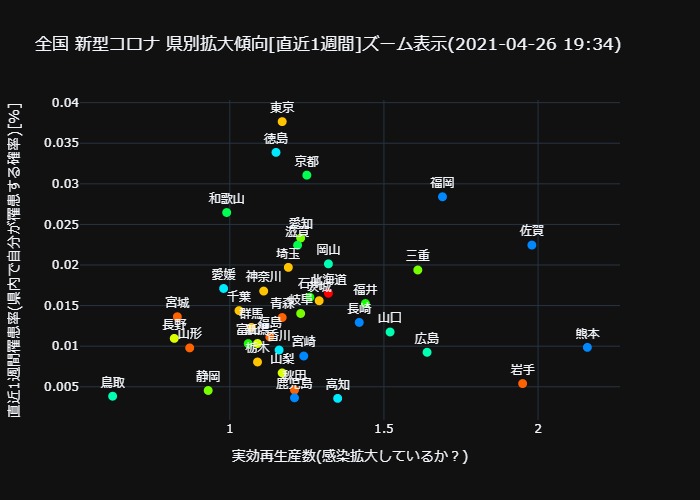 全国 新型コロナ 県別拡大傾向[直近1週間]ズーム表示(2021-04-26 19:34)
直近1週間罹患率(県内で自分が罹患する確率)[%]
0.04
0.035
0.03
0.025
0.02
0.015
0.01
0.005
東京
徳島
京都
福岡
和歌山
愛知
滋賀
佐賀
岡山
埼玉
三重
愛媛
神奈川
北海道
石川
茨城
福井
千葉
青森
岐阜
宮城
群馬
福島
長崎
長野
山形
山口
香川
宮崎
広島
熊本
栃木
山梨
鳥取
静岡
秋田
鹿児島
高知
岩手
1
1.5
2
実効再生産数(感染拡大しているか？)